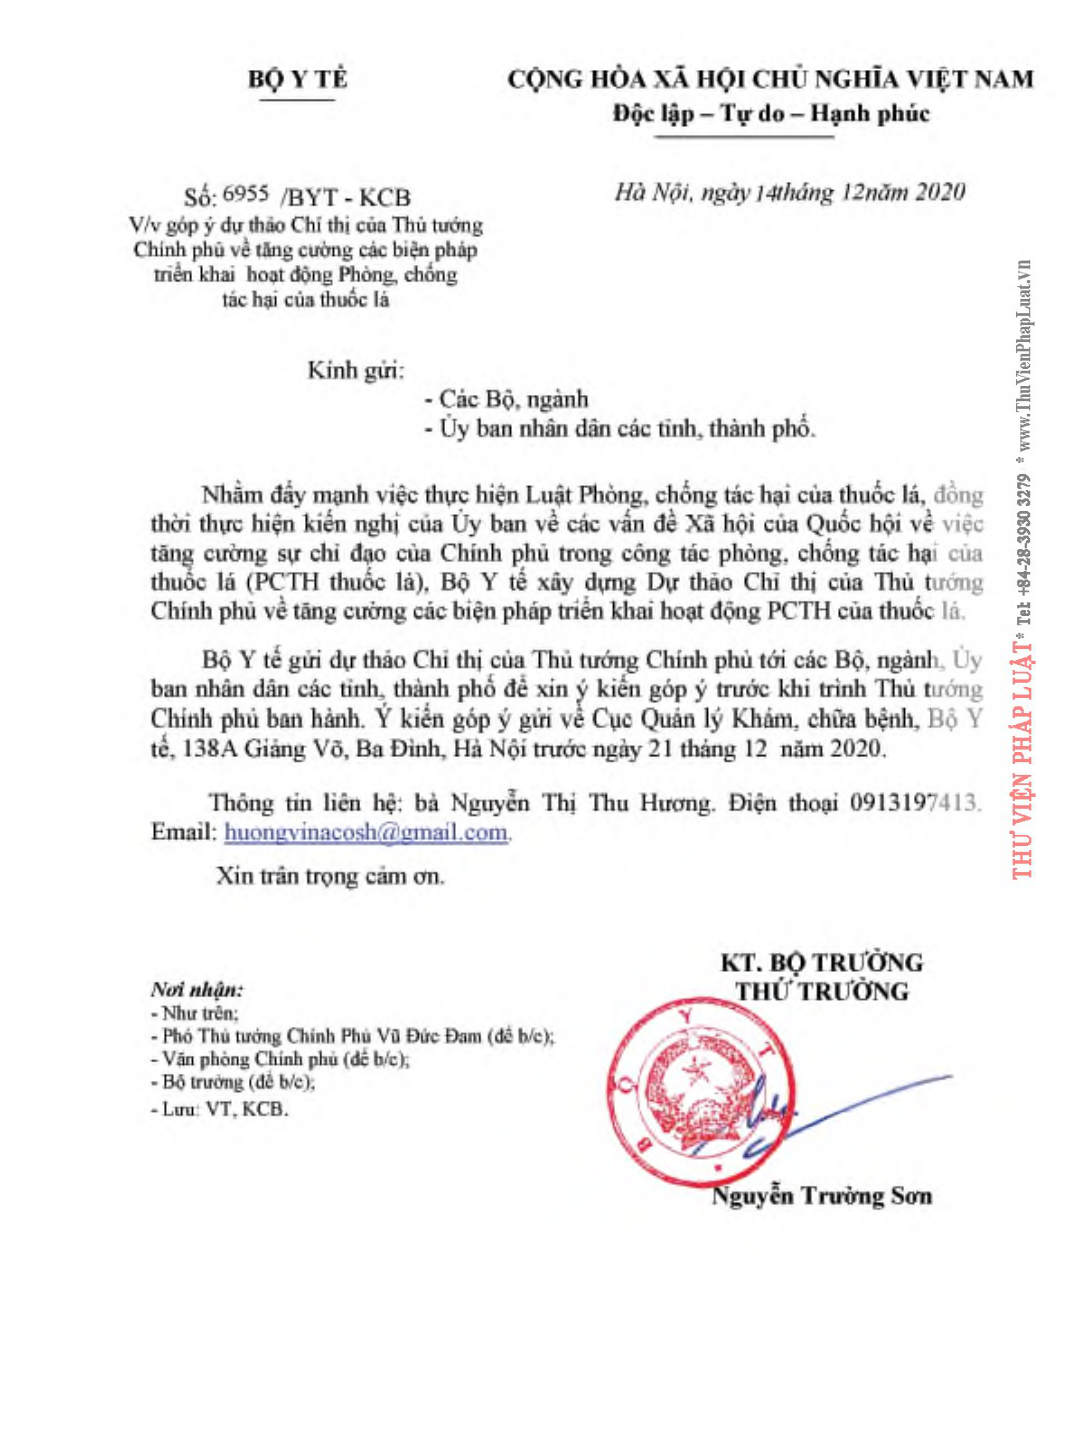 BỘ Y TẾ
CỘNG HÒA XÃ HỘI CHỦ NGHĨA VIỆT NAM
Độc lập – Tự do – Hạnh phúc
Số: 6955 /BYT - KCB
Hà Nội, ngày 14tháng 12năm 2020
V/v góp ý dự thảo Chỉ thị của Thủ tướng
Chính phủ về tăng cường các biện pháp
triển khai hoạt động Phòng, chống
tác hại của thuốc lá
Kính gửi:
- Các Bộ, ngành
- Ủy ban nhân dân các tỉnh, thành phố.
Nhằm đẩy mạnh việc thực hiện Luật Phòng, chống tác hại của thuốc lá, đồng
thời thực hiện kiến nghị của Ủy ban về các vấn đề Xã hội của Quốc hội về việc
tăng cường sự chỉ đạo của Chính phủ trong công tác phòng, chống tác hại của
thuốc lá (PCTH thuốc lá), Bộ Y tế xây dựng Dự thảo Chỉ thị của Thủ tướng
Chính phủ về tăng cường các biện pháp triển khai hoạt động PCTH của thuốc lá.
Bộ Y tế gửi dự thảo Chỉ thị của Thủ tướng Chính phủ tới các Bộ, ngành, Ủy
ban nhân dân các tỉnh, thành phố để xin ý kiến góp ý trước khi trình Thủ tướng
Chính phủ ban hành. Ý kiến góp ý gửi về Cục Quản lý Khám, chữa bệnh, Bộ Y
tế, 138A Giảng Võ, Ba Đình, Hà Nội trước ngày 21 tháng 12 năm 2020.
Thông tin liên hệ: bà Nguyễn Thị Thu Hương. Điện thoại 0913197413.
Email: huongvinacosh@gmail.com.
Xin trân trọng cảm ơn.
KT. BỘ TRƯỞNG
THỨ TRƯỞNG
Nơi nhận:
- Như trên;
- Phó Thủ tướng Chính Phủ Vũ Đức Đam (để b/c);
- Văn phòng Chính phủ (để b/c);
- Bộ trưởng (để b/c);
- Lưu: VT, KCB.
BỘ Y T
Nguyễn Trường Sơn
THƯ VIỆN PHÁP LUẬT * Tel: +84-28-3930 3279 * www.ThuVienPhapLuat.vn